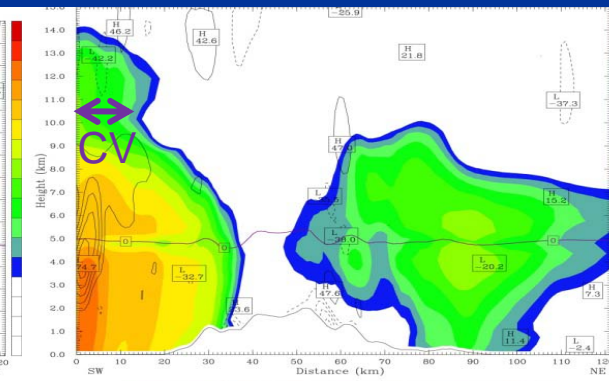 15.0
14.0
13.0
12.0
11.0
10.0
9.0
8.0
7.0
6.0
5.0
4.0
3.0
2.0
1.0
0.0
Height (km)
H
46.2
L
-42.2
H
42.6
-25.9
H
21.8
L
-37.3
CV
H
L
H
15.2
0
0
0
L
74.7
L
-32.7
L
-38.0
L
-20.2
H
47.6
H
7.3
H
11.4
L
-2.4
20
0
10
20
30
40
50
60
70
80
90
100
110
120
SW
Distance (km)
NE